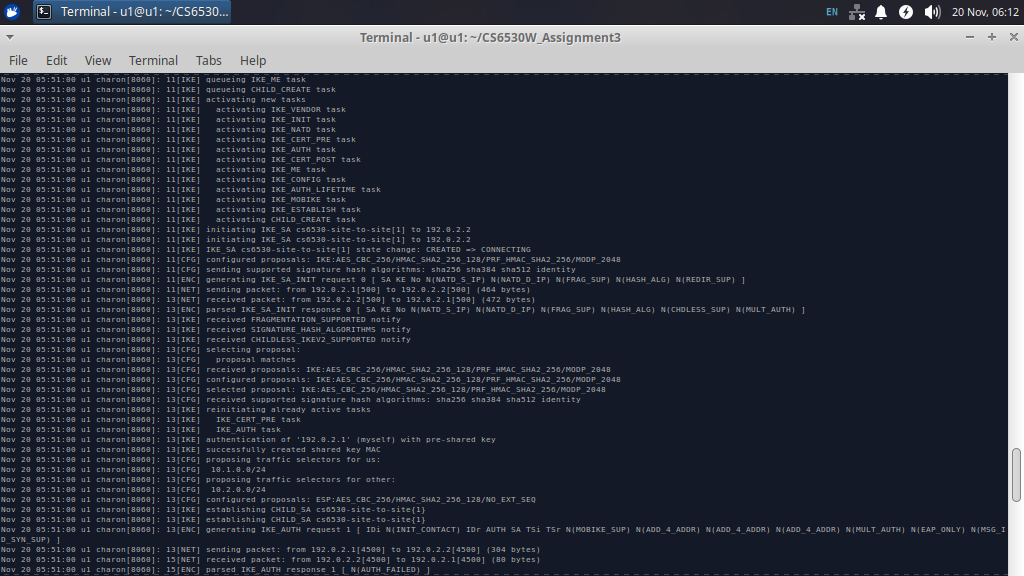 Terminal - u1@u1: ~/CS6530...
EN
20 Nov, 06:12
Terminal - u1@u1: ~/CS6530W_Assignment3
File Edit View Terminal Tabs Help
Nov 20 05:51:00 u1 charon[8060]: 11[IKE] queueing IKE_ME task
Nov 20 05:51:00 u1 charon[8060]: 11[IKE] queueing CHILD_CREATE task
Nov 20 05:51:00 u1 charon[8060]: 11[IKE] activating new tasks
Nov 20 05:51:00 u1 charon[8060]: 11[IKE]   activating IKE_VENDOR task
Nov 20 05:51:00 u1 charon[8060]: 11[IKE]   activating IKE_INIT task
Nov 20 05:51:00 u1 charon[8060]: 11[IKE]   activating IKE_NATD task
Nov 20 05:51:00 u1 charon[8060]: 11[IKE]   activating IKE_CERT_PRE task
Nov 20 05:51:00 u1 charon[8060]: 11[IKE]   activating IKE_AUTH task
Nov 20 05:51:00 u1 charon[8060]: 11[IKE]   activating IKE_CERT_POST task
Nov 20 05:51:00 u1 charon[8060]: 11[IKE]   activating IKE_ME task
Nov 20 05:51:00 u1 charon[8060]: 11[IKE]   activating IKE_CONFIG task
Nov 20 05:51:00 u1 charon[8060]: 11[IKE]   activating IKE_AUTH_LIFETIME task
Nov 20 05:51:00 u1 charon[8060]: 11[IKE]   activating IKE_MOBIKE task
Nov 20 05:51:00 u1 charon[8060]: 11[IKE]   activating IKE_ESTABLISH task
Nov 20 05:51:00 u1 charon[8060]: 11[IKE]   activating CHILD_CREATE task
Nov 20 05:51:00 u1 charon[8060]: 11[IKE] initiating IKE_SA cs6530-site-to-site[1] to 192.0.2.2
Nov 20 05:51:00 u1 charon[8060]: 11[IKE] initiating IKE_SA cs6530-site-to-site[1] to 192.0.2.2
Nov 20 05:51:00 u1 charon[8060]: 11[IKE] IKE_SA cs6530-site-to-site[1] state change: CREATED => CONNECTING
Nov 20 05:51:00 u1 charon[8060]: 11[CFG] configured proposals: IKE:AES_CBC_256/HMAC_SHA2_256_128/PRF_HMAC_SHA2_256/MODP_2048
Nov 20 05:51:00 u1 charon[8060]: 11[CFG] sending supported signature hash algorithms: sha256 sha384 sha512 identity
Nov 20 05:51:00 u1 charon[8060]: 11[ENC] generating IKE_SA_INIT request 0 [ SA KE No N(NATD_S_IP) N(NATD_D_IP) N(FRAG_SUP) N(HASH_ALG) N(REDIR_SUP) ]
Nov 20 05:51:00 u1 charon[8060]: 11[NET] sending packet: from 192.0.2.1[500] to 192.0.2.2[500] (464 bytes)
Nov 20 05:51:00 u1 charon[8060]: 13[NET] received packet: from 192.0.2.2[500] to 192.0.2.1[500] (472 bytes)
Nov 20 05:51:00 u1 charon[8060]: 13[ENC] parsed IKE_SA_INIT response 0 [ SA KE No N(NATD_S_IP) N(NATD_D_IP) N(FRAG_SUP) N(HASH_ALG) N(CHDLESS_SUP) N(MULT_AUTH) ]
Nov 20 05:51:00 u1 charon[8060]: 13[IKE] received FRAGMENTATION_SUPPORTED notify
Nov 20 05:51:00 u1 charon[8060]: 13[IKE] received SIGNATURE_HASH_ALGORITHMS notify
Nov 20 05:51:00 u1 charon[8060]: 13[IKE] received CHILDLESS_IKEV2_SUPPORTED notify
Nov 20 05:51:00 u1 charon[8060]: 13[CFG] selecting proposal:
Nov 20 05:51:00 u1 charon[8060]: 13[CFG]   proposal matches
Nov 20 05:51:00 u1 charon[8060]: 13[CFG] received proposals: IKE:AES_CBC_256/HMAC_SHA2_256_128/PRF_HMAC_SHA2_256/MODP_2048
Nov 20 05:51:00 u1 charon[8060]: 13[CFG] configured proposals: IKE:AES_CBC_256/HMAC_SHA2_256_128/PRF_HMAC_SHA2_256/MODP_2048
Nov 20 05:51:00 u1 charon[8060]: 13[CFG] selected proposal: IKE:AES_CBC_256/HMAC_SHA2_256_128/PRF_HMAC_SHA2_256/MODP_2048
Nov 20 05:51:00 u1 charon[8060]: 13[CFG] received supported signature hash algorithms: sha256 sha384 sha512 identity
Nov 20 05:51:00 u1 charon[8060]: 13[IKE] reinitiating already active tasks
Nov 20 05:51:00 u1 charon[8060]: 13[IKE]   IKE_CERT_PRE task
Nov 20 05:51:00 u1 charon[8060]: 13[IKE]   IKE_AUTH task
Nov 20 05:51:00 u1 charon[8060]: 13[IKE] authentication of '192.0.2.1' (myself) with pre-shared key
Nov 20 05:51:00 u1 charon[8060]: 13[IKE] successfully created shared key MAC
Nov 20 05:51:00 u1 charon[8060]: 13[CFG] proposing traffic selectors for us:
Nov 20 05:51:00 u1 charon[8060]: 13[CFG]  10.1.0.0/24
Nov 20 05:51:00 u1 charon[8060]: 13[CFG] proposing traffic selectors for other:
Nov 20 05:51:00 u1 charon[8060]: 13[CFG]  10.2.0.0/24
Nov 20 05:51:00 u1 charon[8060]: 13[CFG] configured proposals: ESP:AES_CBC_256/HMAC_SHA2_256_128/NO_EXT_SEQ
Nov 20 05:51:00 u1 charon[8060]: 13[IKE] establishing CHILD_SA cs6530-site-to-site{1}
Nov 20 05:51:00 u1 charon[8060]: 13[IKE] establishing CHILD_SA cs6530-site-to-site{1}
Nov 20 05:51:00 u1 charon[8060]: 13[ENC] generating IKE_AUTH request 1 [ IDi N(INIT_CONTACT) IDr AUTH SA TSi TSr N(MOBIKE_SUP) N(ADD_4_ADDR) N(ADD_4_ADDR) N(ADD_4_ADDR) N(MULT_AUTH) N(EAP_ONLY) N(MSG_I
D_SYN_SUP) ]
Nov 20 05:51:00 u1 charon[8060]: 13[NET] sending packet: from 192.0.2.1[4500] to 192.0.2.2[4500] (304 bytes)
Nov 20 05:51:00 u1 charon[8060]: 15[NET] received packet: from 192.0.2.2[4500] to 192.0.2.1[4500] (80 bytes)
Nov 20 05:51:00 u1 charon[8060]: 15[ENC] parsed IKE_AUTH response 1 [ N(AUTH_FAILED) ]